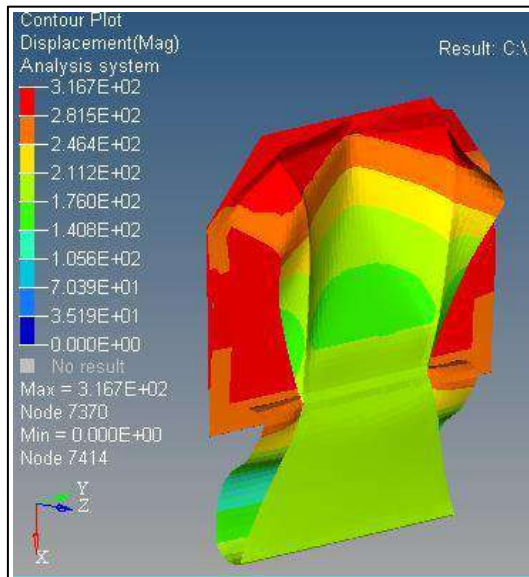 Contour Plot
Displacement(Mag)
Analysis system
Result: C:\
3.167E+02
2.815E+02
2.464E+02
2.112E+02
1.760E+02
1.408E+02
1.056E+02
7.039E+01
3.519E+01
0.000E+00
No result
Max = 3.167E+02
Node 7370
Min = 0.000E+00
Node 7414
Y
Z
X